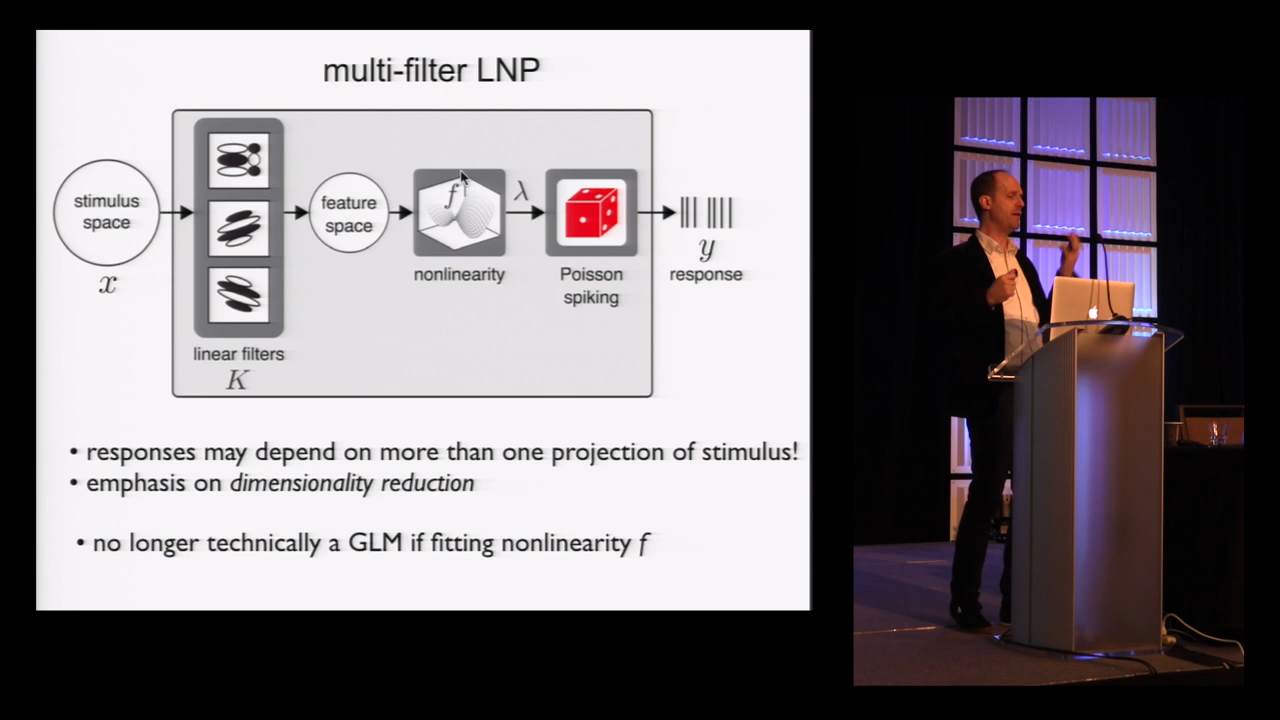 multi-filter LNP
stimulus
space
x
linear filters
K
feature
space
f
nonlinearity
λ
Poisson
spiking
y
response
• responses may depend on more than one projection of stimulus!
• emphasis on dimensionality reduction
• no longer technically a GLM if fitting nonlinearity f